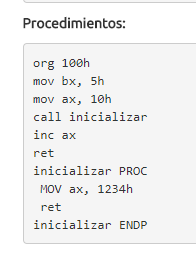 Procedimientos:
org 100h
mov bx, 5h
mov ax, 10h
call inicializar
inc ax
ret
inicializar PROC
 MOV ax, 1234h
 ret
inicializar ENDP